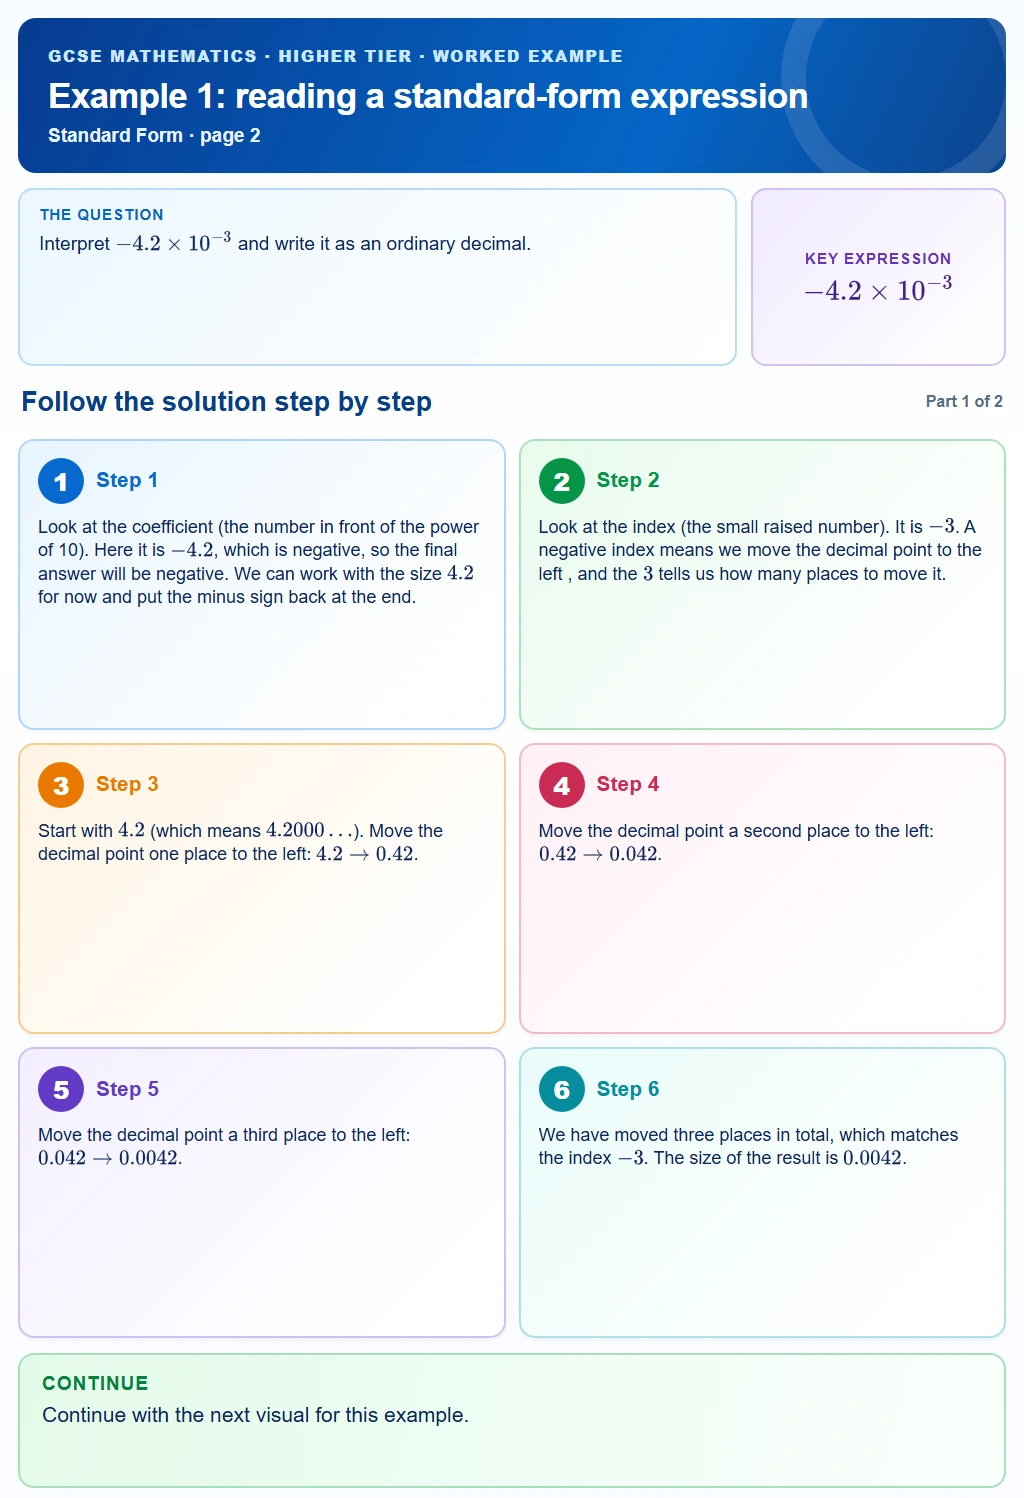 GCSE MATHEMATICS · HIGHER TIER · WORKED EXAMPLE
Example 1: reading a standard-form expression
Standard Form · page 2
THE QUESTION
Interpret −4.2 × 10⁻³ and write it as an ordinary decimal.
KEY EXPRESSION
−4.2 × 10⁻³
Follow the solution step by step
Part 1 of 2
1 Step 1
Look at the coefficient (the number in front of the power
of 10). Here it is −4.2, which is negative, so the final
answer will be negative. We can work with the size 4.2
for now and put the minus sign back at the end.
2 Step 2
Look at the index (the small raised number). It is −3. A
negative index means we move the decimal point to the
left , and the 3 tells us how many places to move it.
3 Step 3
Start with 4.2 (which means 4.2000 . . .). Move the
decimal point one place to the left: 4.2 → 0.42.
4 Step 4
Move the decimal point a second place to the left:
0.42 → 0.042.
5 Step 5
Move the decimal point a third place to the left:
0.042 → 0.0042.
6 Step 6
We have moved three places in total, which matches
the index −3. The size of the result is 0.0042.
CONTINUE
Continue with the next visual for this example.